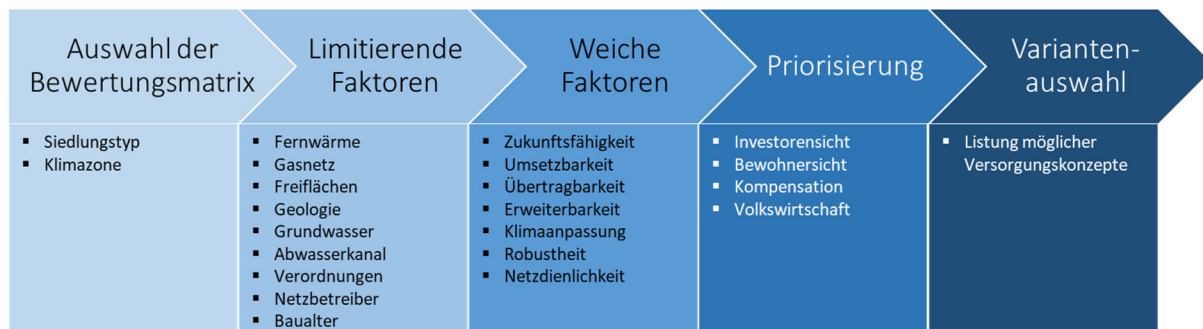 Auswahl der
Bewertungsmatrix
Limitierende
Faktoren
Weiche
Faktoren
Priorisierung
Varianten-
auswahl
▪ Siedlungstyp
▪ Klimazone
▪ Fernwärme
▪ Gasnetz
▪ Freiflächen
▪ Geologie
▪ Grundwasser
▪ Abwasserkanal
▪ Verordnungen
▪ Netzbetreiber
▪ Baualter
▪ Zukunftsfähigkeit
▪ Umsetzbarkeit
▪ Übertragbarkeit
▪ Erweiterbarkeit
▪ Klimaanpassung
▪ Robustheit
▪ Netzdienlichkeit
▪ Investorensicht
▪ Bewohnersicht
▪ Kompensation
▪ Volkswirtschaft
▪ Listung möglicher
Versorgungskonzepte